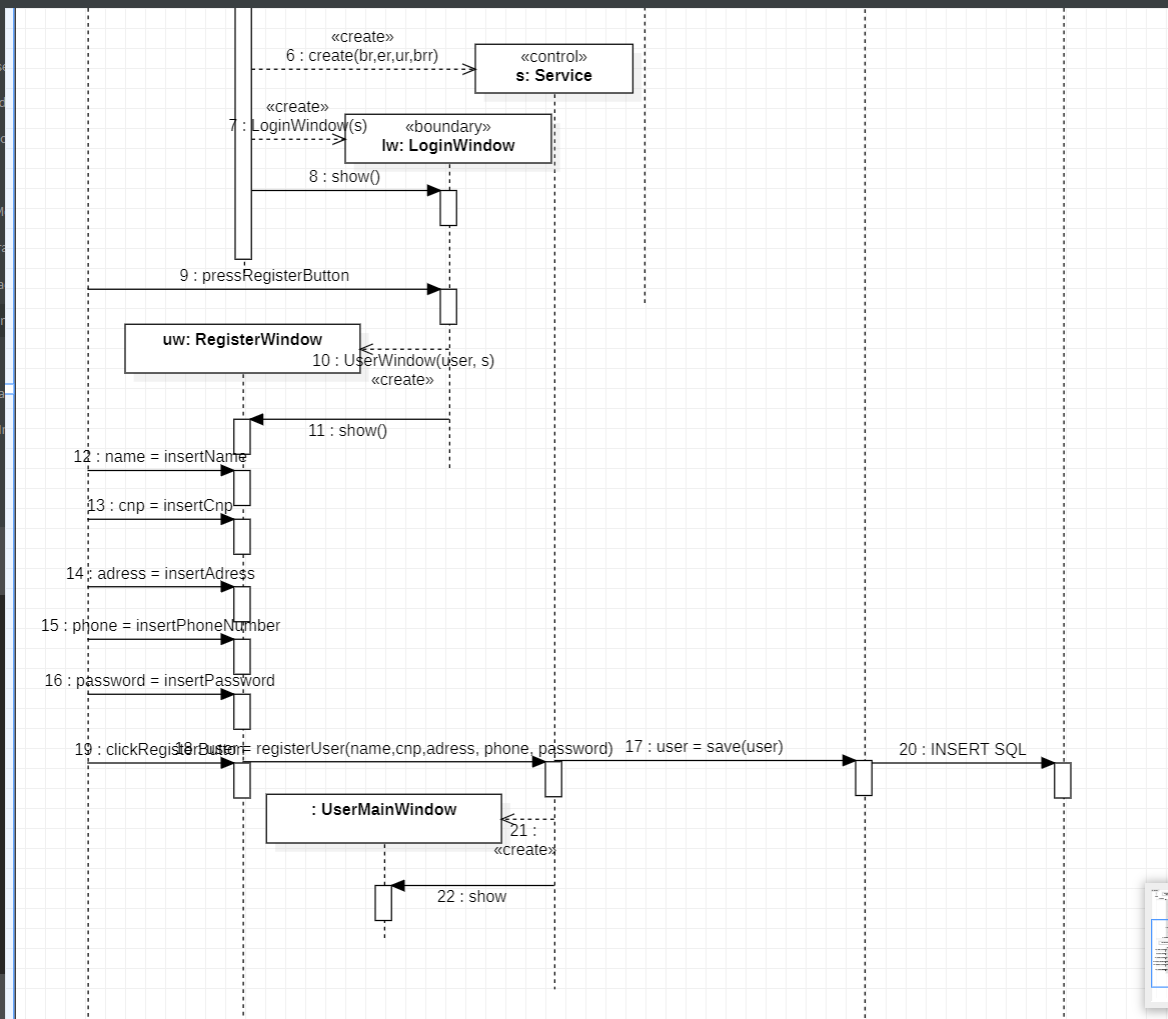 «create»
6 : create(br,er,ur,brr)
«control»
s: Service
«create»
7 : LoginWindow(s)
«boundary»
lw: LoginWindow
8 : show()
9 : pressRegisterButton
uw: RegisterWindow
10 : UserWindow(user, s)
«create»
11 : show()
12 : name = insertName
13 : cnp = insertCnp
14 : adress = insertAdress
15 : phone = insertPhoneNumber
16 : password = insertPassword
19 : clickRegisterButton
18 : user = registerUser(name,cnp,adress, phone, password)
17 : user = save(user)
20 : INSERT SQL
: UserMainWindow
21 :
«create»
22 : show